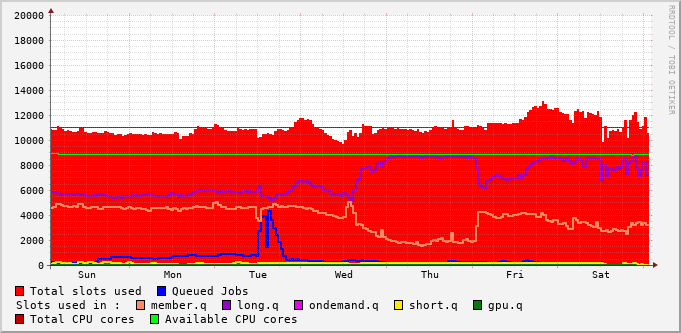 20000
18000
16000
14000
12000
10000
8000
6000
4000
2000
0
Sun Mon Tue Wed Thu Fri Sat
RRDTOOL / TOBI OETIKER
Total slots used Queued Jobs
Slots used in : member.q long.q ondemand.q short.q gpu.q
Total CPU cores Available CPU cores